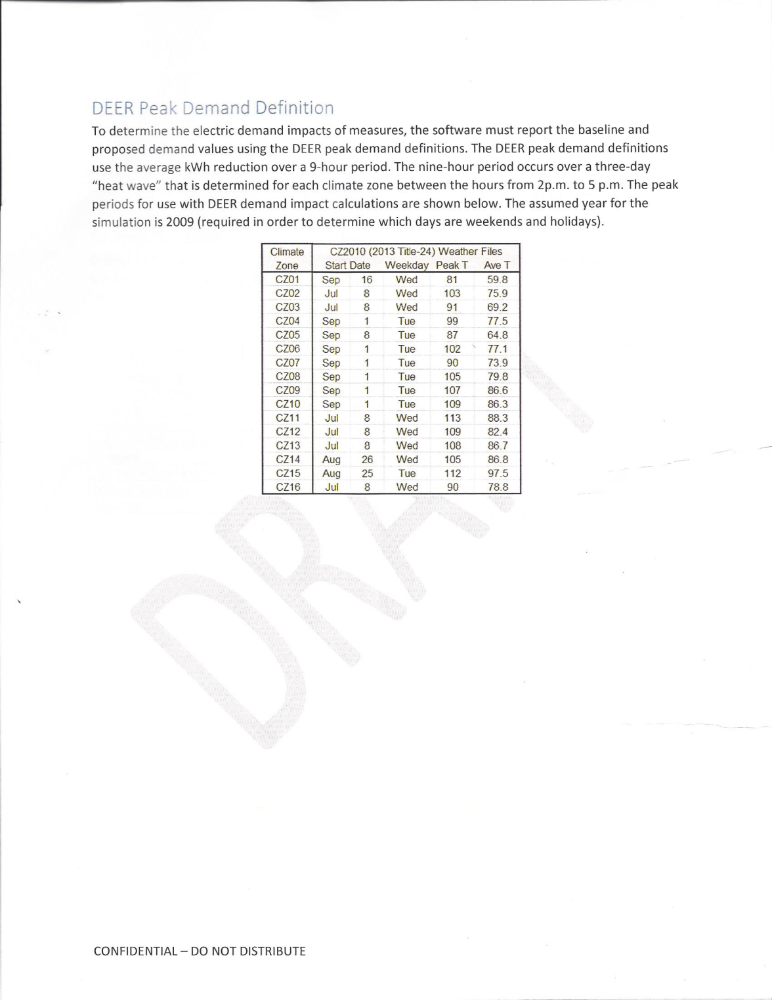 DEER Peak Demand Definition
To determine the electric demand impacts of measures, the software must report the baseline and
proposed demand values using the DEER peak demand definitions. The DEER peak demand definitions
use the average kWh reduction over a 9-hour period. The nine-hour period occurs over a three-day
“heat wave” that is determined for each climate zone between the hours from 2p.m. to 5 p.m. The peak
periods for use with DEER demand impact calculations are shown below. The assumed year for the
simulation is 2009 (required in order to determine which days are weekends and holidays).
Climate CZ2010 (2013 Title-24) Weather Files
Zone Start Date Weekday Peak T Ave T
CZ01 Sep 16 Wed 81 59.8
CZ02 Jul 8 Wed 103 75.9
CZ03 Jul 8 Wed 91 69.2
CZ04 Sep 1 Tue 99 77.5
CZ05 Sep 8 Tue 87 64.8
CZ06 Sep 1 Tue 102 77.1
CZ07 Sep 1 Tue 90 73.9
CZ08 Sep 1 Tue 105 79.8
CZ09 Sep 1 Tue 107 86.6
CZ10 Sep 1 Tue 109 86.3
CZ11 Jul 8 Wed 113 88.3
CZ12 Jul 8 Wed 109 82.4
CZ13 Jul 8 Wed 108 86.7
CZ14 Aug 26 Wed 105 86.8
CZ15 Aug 25 Tue 112 97.5
CZ16 Jul 8 Wed 90 78.8
DRAFT
CONFIDENTIAL – DO NOT DISTRIBUTE